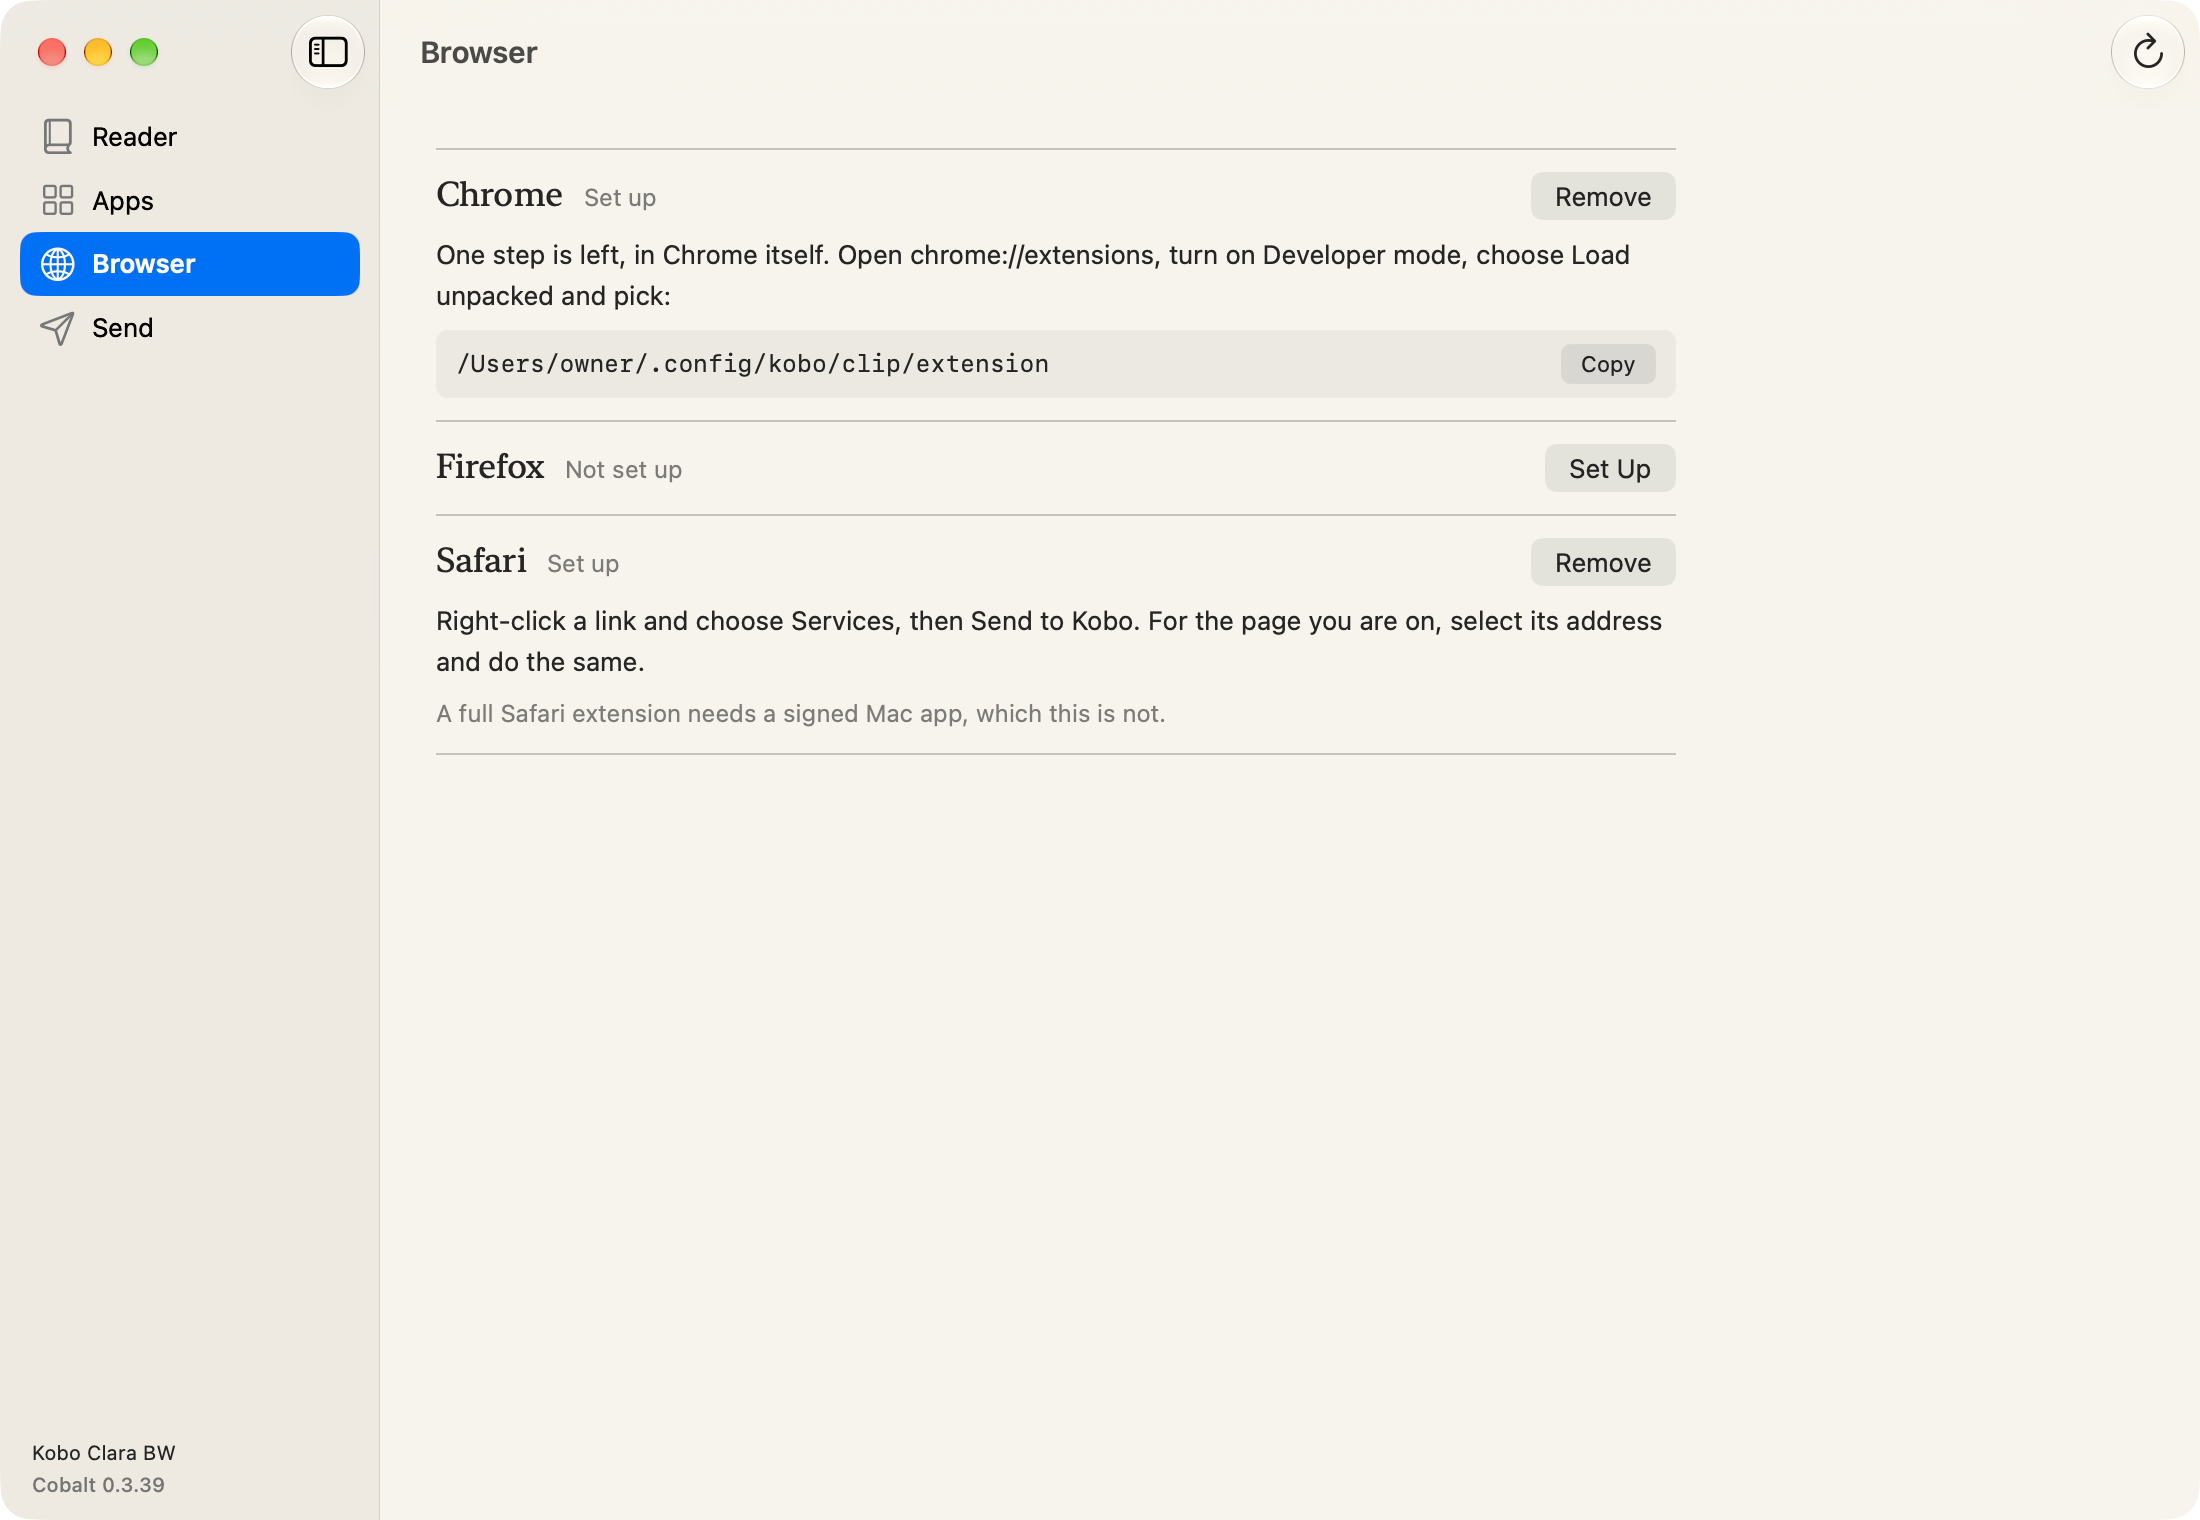 Browser
Reader
Apps
Browser
Send
Chrome Set up
Remove
One step is left, in Chrome itself. Open chrome://extensions, turn on Developer mode, choose Load
unpacked and pick:
/Users/owner/.config/kobo/clip/extension
Copy
Firefox Not set up
Set Up
Safari Set up
Remove
Right-click a link and choose Services, then Send to Kobo. For the page you are on, select its address
and do the same.
A full Safari extension needs a signed Mac app, which this is not.
Kobo Clara BW
Cobalt 0.3.39